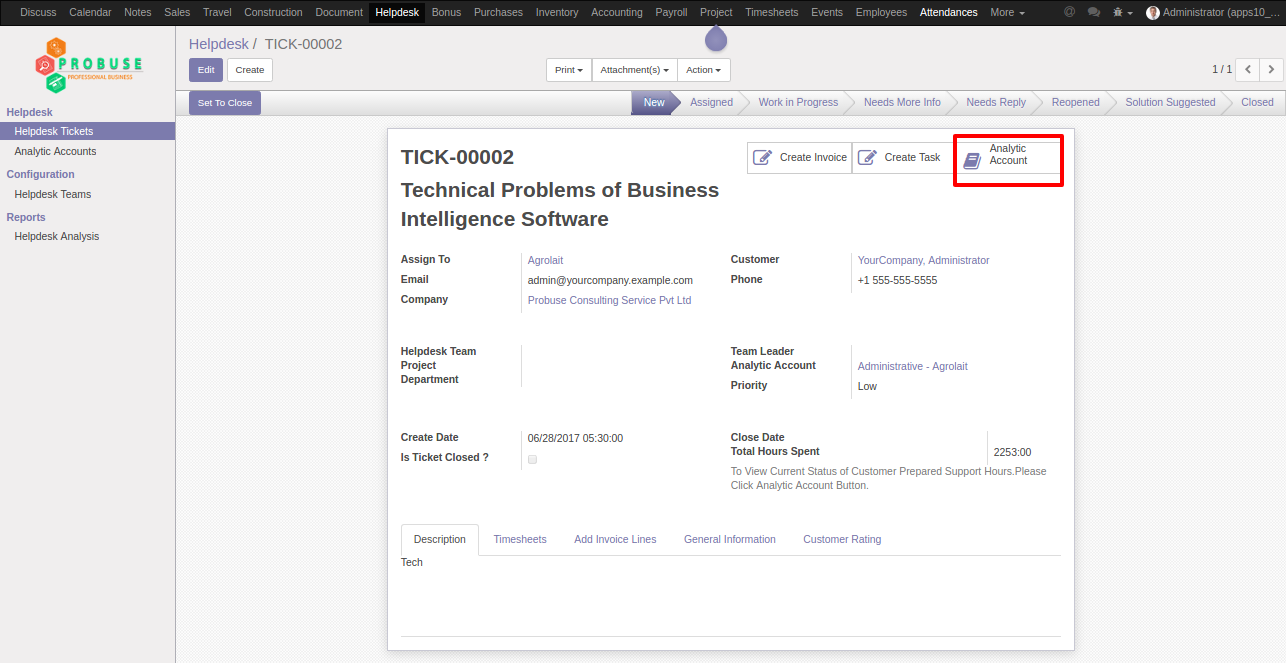 Discuss Calendar Notes Sales Travel Construction Document Helpdesk Bonus Purchases Inventory Accounting Payroll Project Timesheets Events Employees Attendances More @ Administrator (apps10_...
PROBUSE
PROFESSIONAL BUSINESS
Helpdesk / TICK-00002
Edit Create Print Attachment(s) Action 1 / 1
Set To Close New Assigned Work in Progress Needs More Info Needs Reply Reopened Solution Suggested Closed
Helpdesk
Helpdesk Tickets
Analytic Accounts
Configuration
Helpdesk Teams
Reports
Helpdesk Analysis
Create Invoice Create Task Analytic
Account
TICK-00002
Technical Problems of Business
Intelligence Software
Assign To Agrolait Customer YourCompany, Administrator
Email admin@yourcompany.example.com Phone +1 555-555-5555
Company Probuse Consulting Service Pvt Ltd
Helpdesk Team Team Leader
Project Analytic Account Administrative - Agrolait
Department Priority Low
Create Date 06/28/2017 05:30:00 Close Date
Is Ticket Closed ? Total Hours Spent 2253:00
To View Current Status of Customer Prepared Support Hours.Please
Click Analytic Account Button.
Description Timesheets Add Invoice Lines General Information Customer Rating
Tech